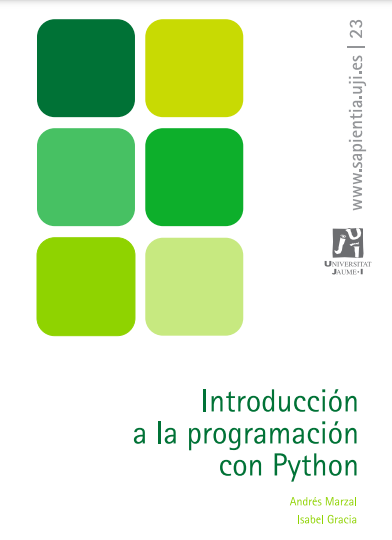 www.sapientia.uji.es | 23
UNIVERSITAT
JAUME·I
Introducción
a la programación
con Python
Andrés Marzal
Isabel Gracia